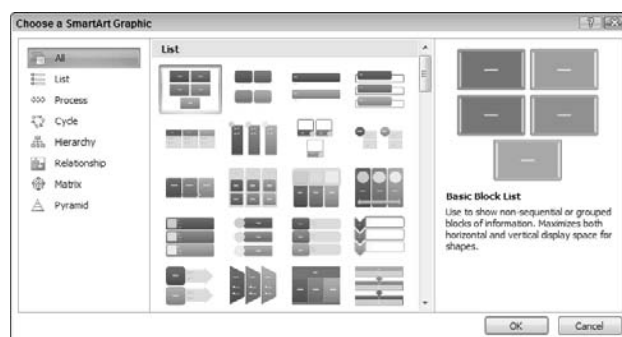 Choose a SmartArt Graphic
All
List
Process
Cycle
Hierarchy
Relationship
Matrix
Pyramid
List
Basic Block List
Use to show non-sequential or grouped
blocks of information. Maximizes both
horizontal and vertical display space for
shapes.
OK
Cancel